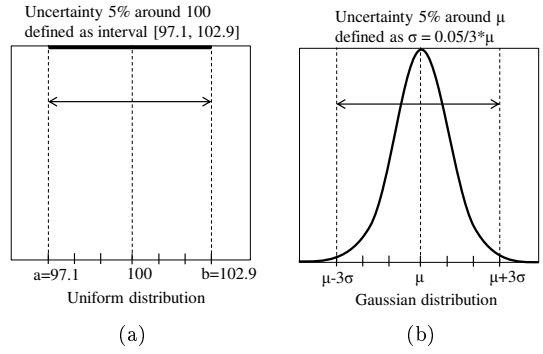 Uncertainty 5% around 100
defined as interval [97.1, 102.9]
a=97.1 100 b=102.9
Uniform distribution
(a)
Uncertainty 5% around μ
defined as σ = 0.05/3*μ
μ-3σ μ μ+3σ
Gaussian distribution
(b)